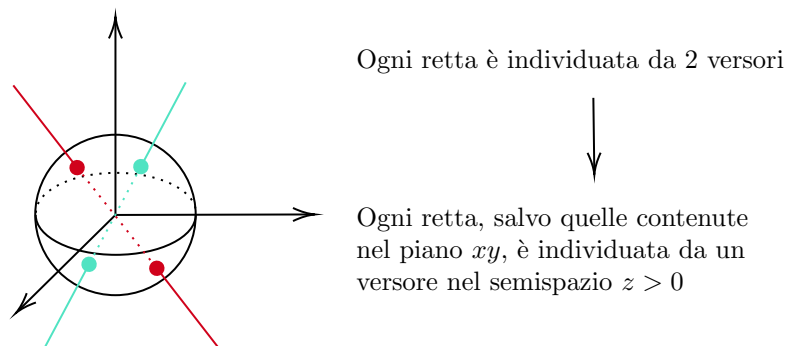 Ogni retta è individuata da 2 versori
Ogni retta, salvo quelle contenute
nel piano xy, è individuata da un
versore nel semispazio z > 0